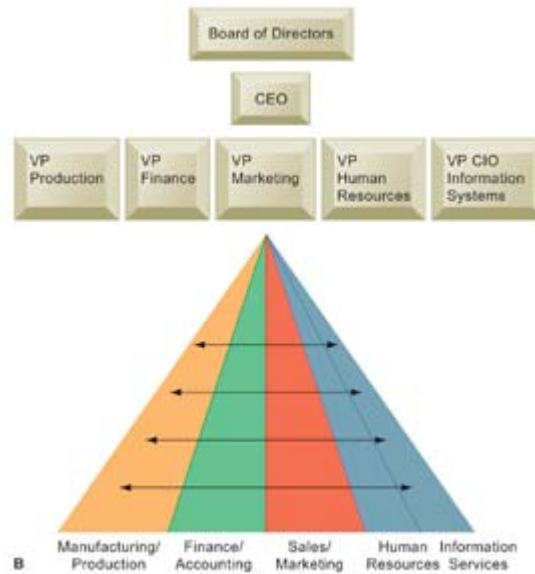 Board of Directors
CEO
VP
Production
VP
Finance
VP
Marketing
VP
Human
Resources
VP CIO
Information
Systems
Manufacturing/
Production
Finance/
Accounting
Sales/
Marketing
Human
Resources
Information
Services
B